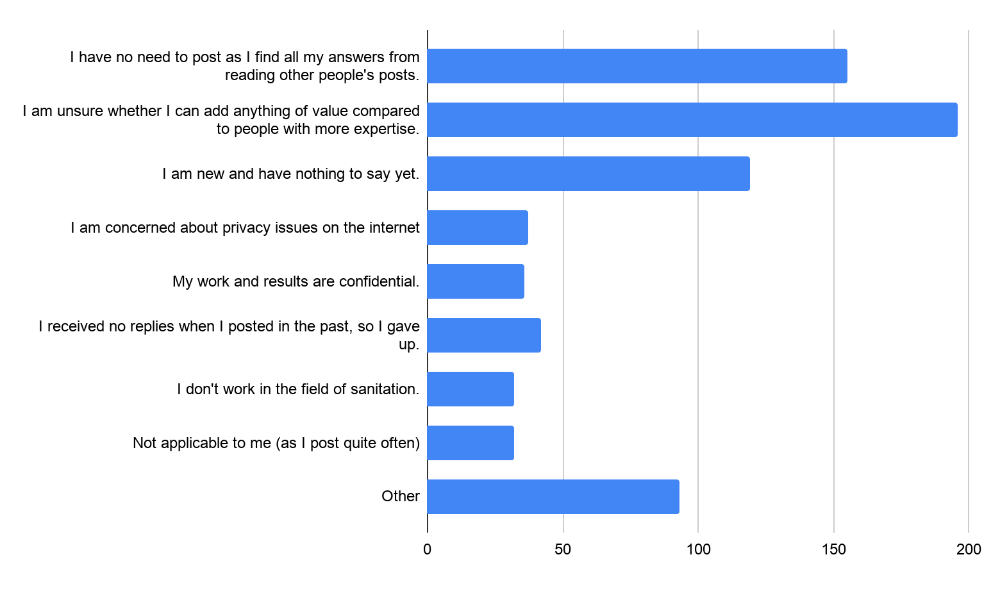 I have no need to post as I find all my answers from
reading other people's posts.
I am unsure whether I can add anything of value compared
to people with more expertise.
I am new and have nothing to say yet.
I am concerned about privacy issues on the internet
My work and results are confidential.
I received no replies when I posted in the past, so I gave
up.
I don't work in the field of sanitation.
Not applicable to me (as I post quite often)
Other
0 50 100 150 200